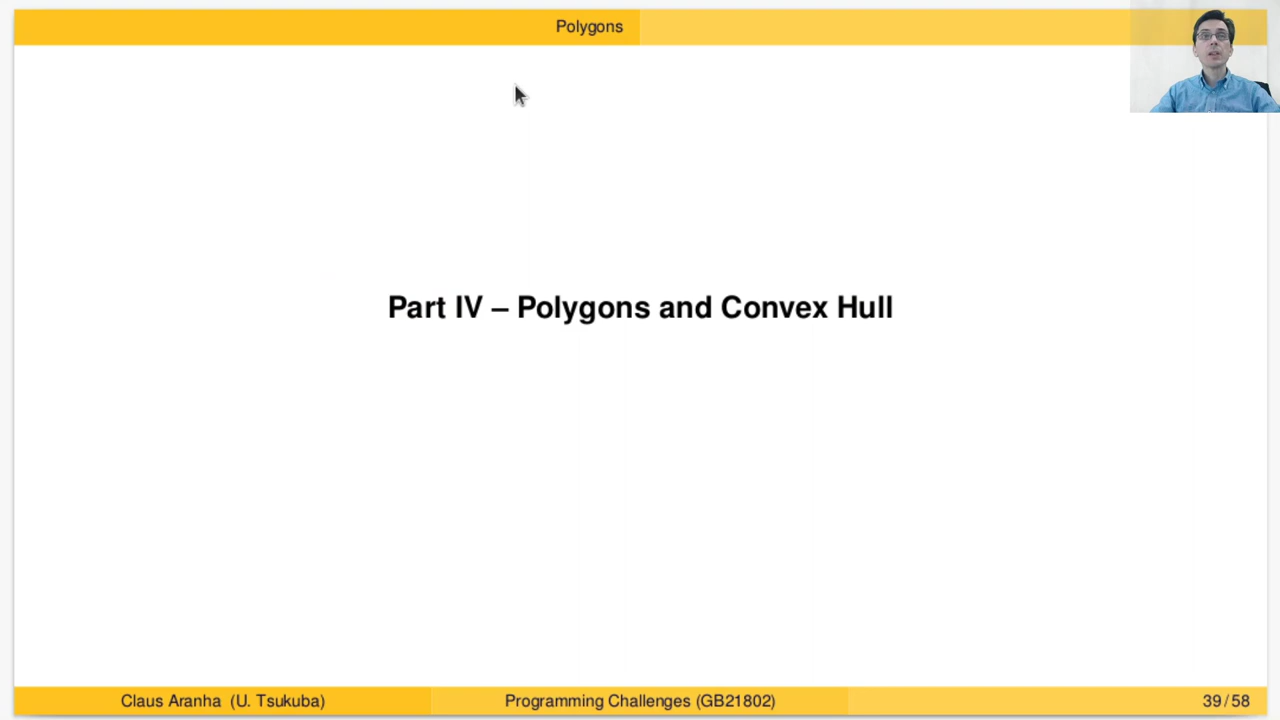 Polygons
Part IV – Polygons and Convex Hull
Claus Aranha (U. Tsukuba)
Programming Challenges (GB21802)
39 / 58